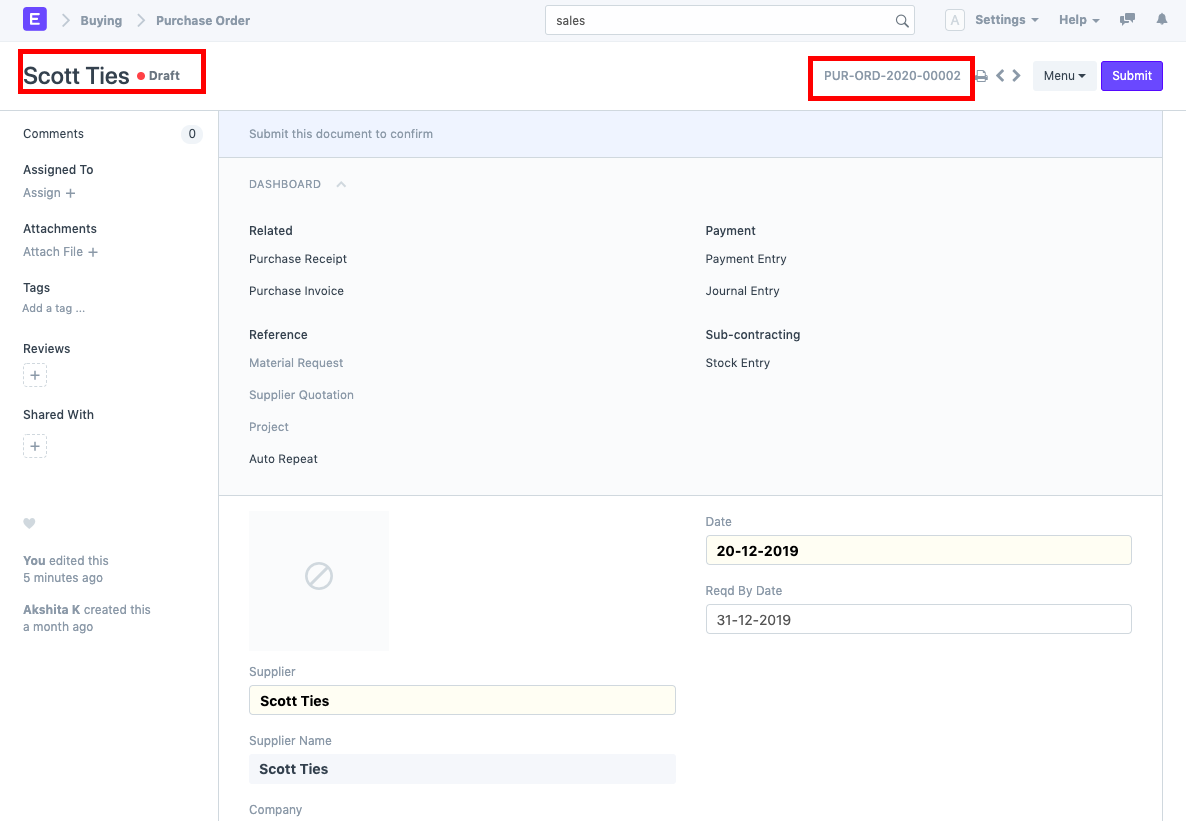 E Buying Purchase Order sales A Settings Help
Scott Ties Draft PUR-ORD-2020-00002 Menu Submit
Comments 0
Assigned To
Assign +
Attachments
Attach File +
Tags
Add a tag ...
Reviews
+
Shared With
+
You edited this
5 minutes ago
Akshita K created this
a month ago
Submit this document to confirm
DASHBOARD
Related
Purchase Receipt
Purchase Invoice
Payment
Payment Entry
Journal Entry
Reference
Material Request
Supplier Quotation
Project
Auto Repeat
Sub-contracting
Stock Entry
Date
20-12-2019
Reqd By Date
31-12-2019
Supplier
Scott Ties
Supplier Name
Scott Ties
Company